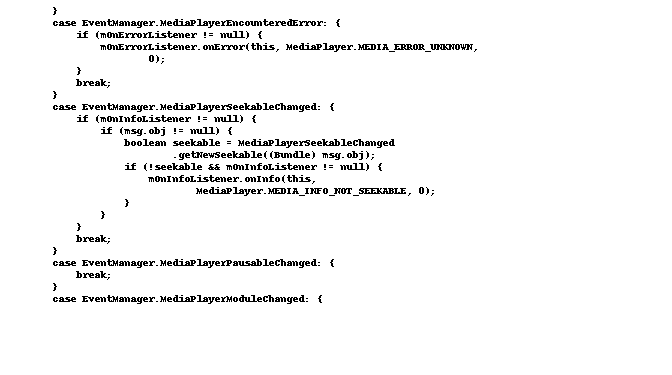 }
case EventManager.MediaPlayerEncounteredError: {
if (mOnErrorListener != null) {
mOnErrorListener.onError(this, MediaPlayer.MEDIA_ERROR_UNKNOWN,
0);
}
break;
}
case EventManager.MediaPlayerSeekableChanged: {
if (mOnInfoListener != null) {
if (msg.obj != null) {
boolean seekable = MediaPlayerSeekableChanged
.getNewSeekable((Bundle) msg.obj);
if (!seekable && mOnInfoListener != null) {
mOnInfoListener.onInfo(this,
MediaPlayer.MEDIA_INFO_NOT_SEEKABLE, 0);
}
}
}
break;
}
case EventManager.MediaPlayerPausableChanged: {
break;
}
case EventManager.MediaPlayerModuleChanged: {